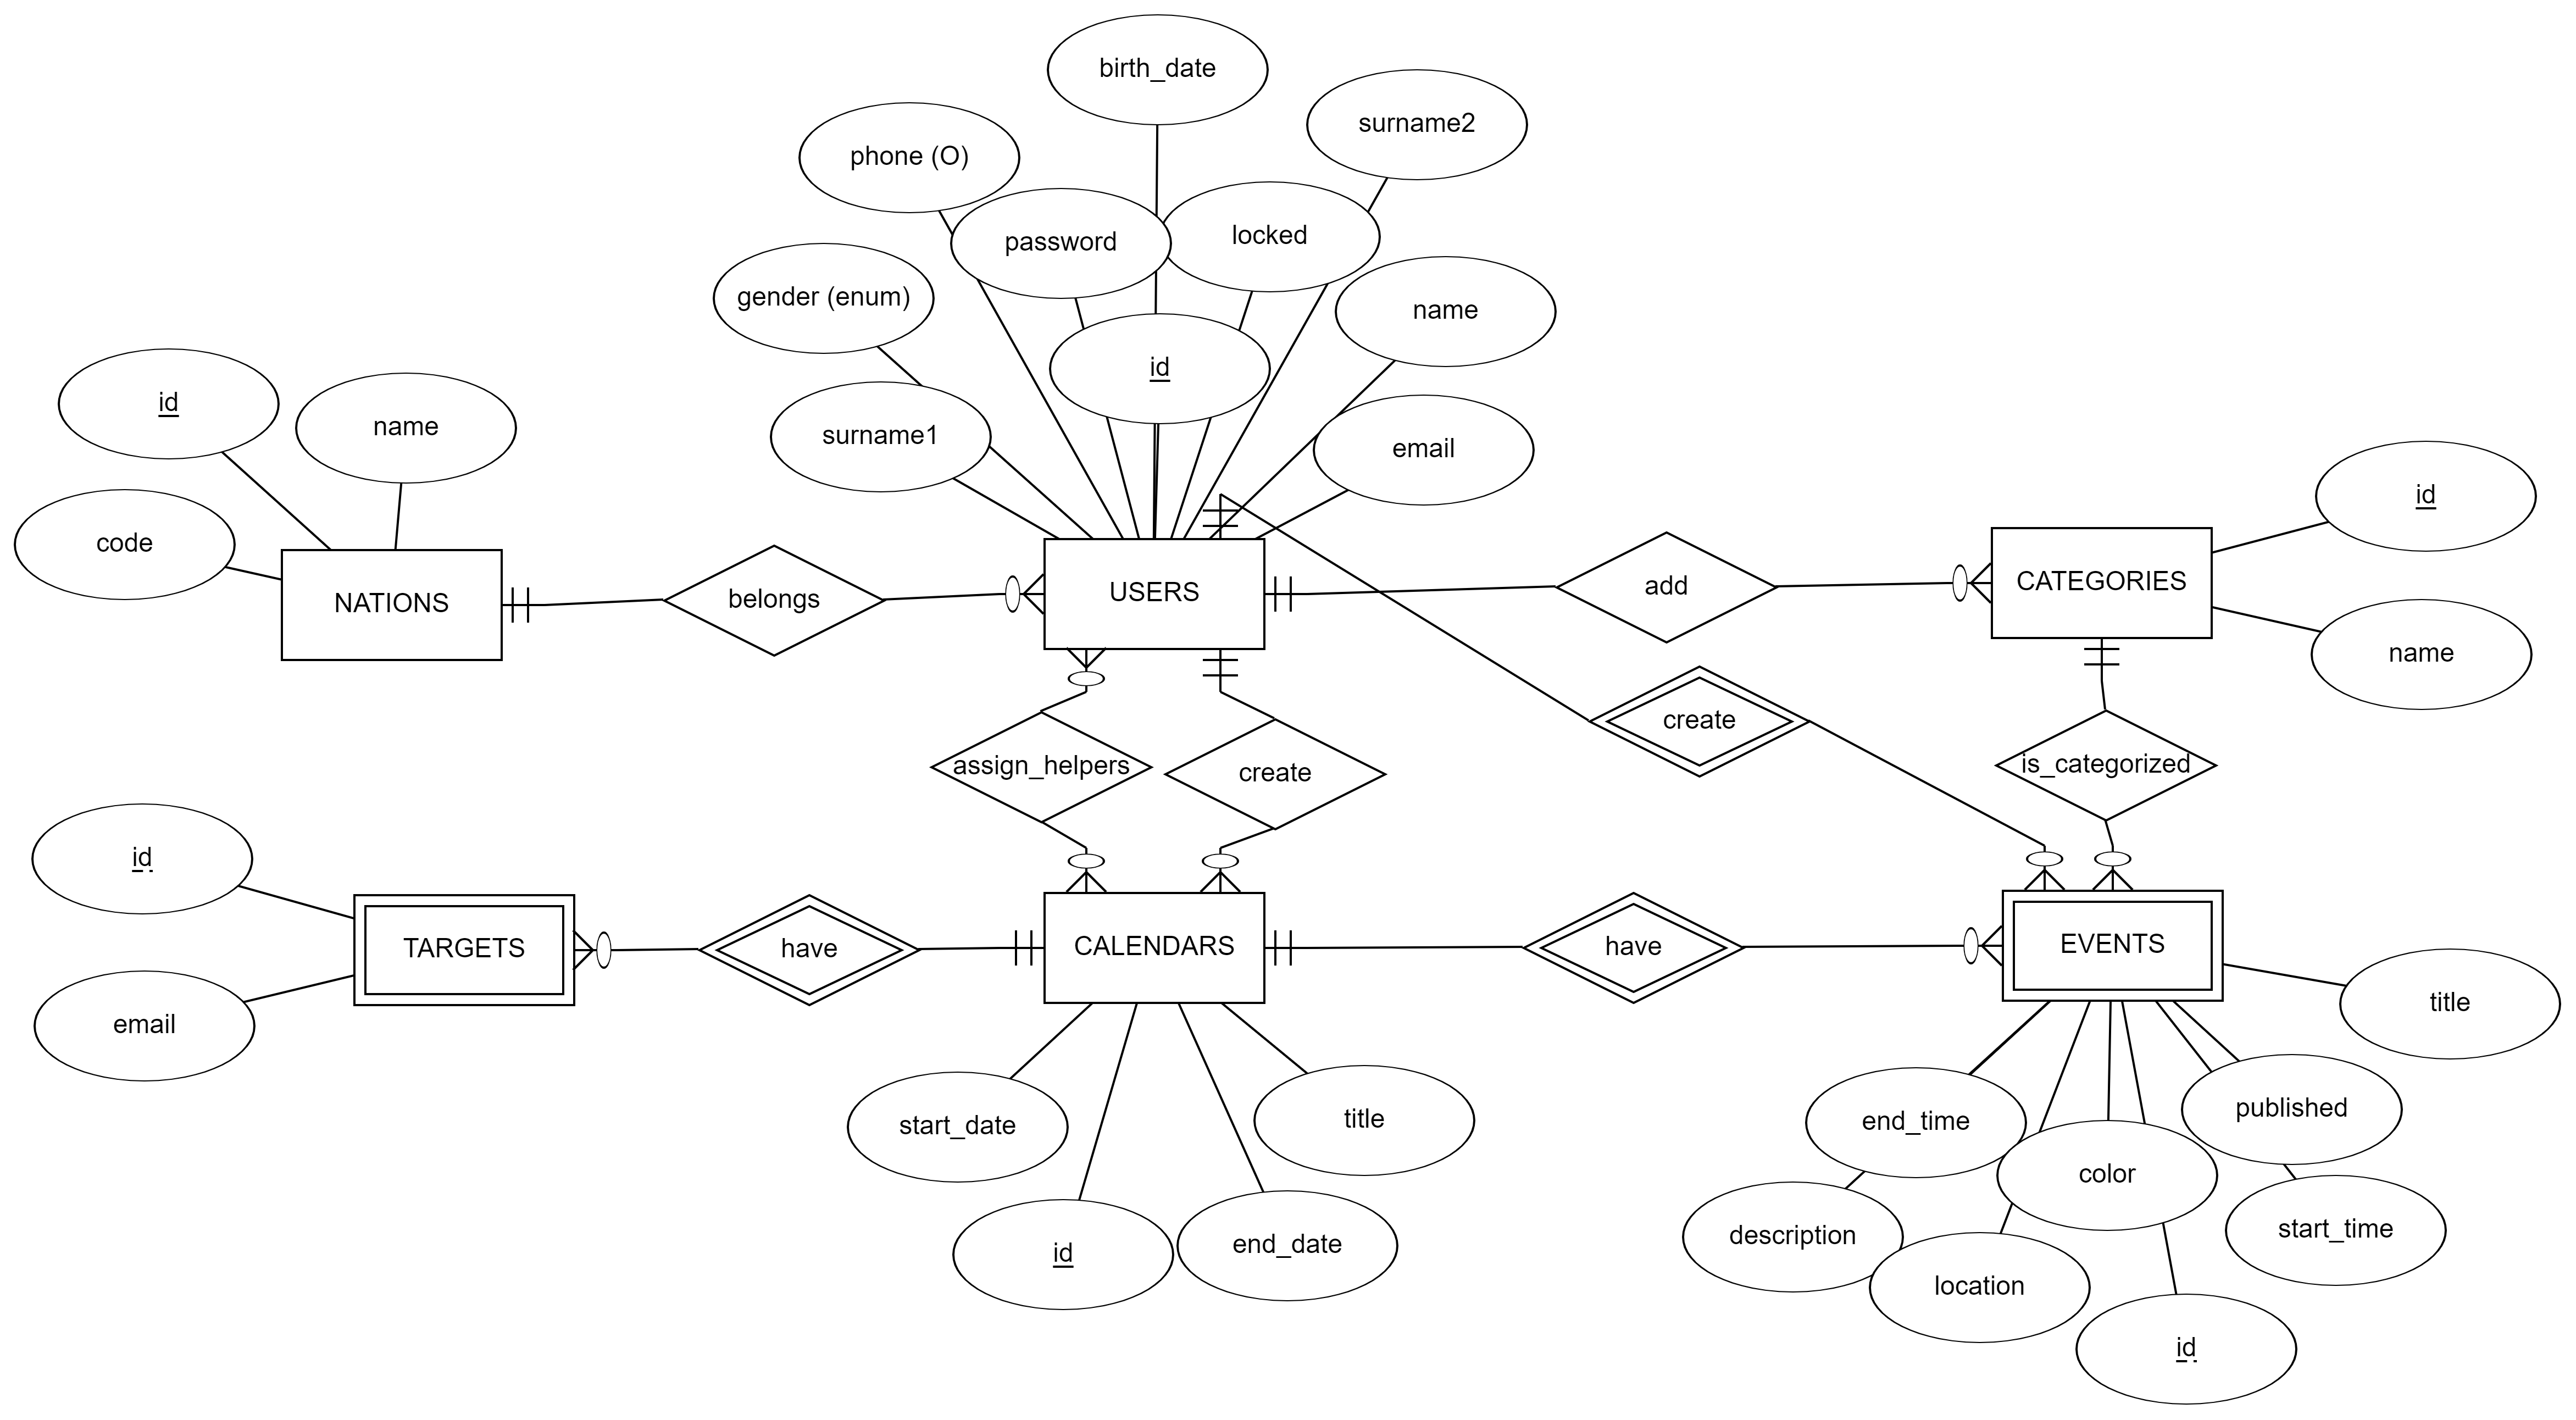 birth_date
surname2
phone (O)
locked
password
gender (enum)
name
id
id
name
surname1
email
id
code
CATEGORIES
add
USERS
belongs
NATIONS
name
create
is_categorized
assign_helpers
create
id
EVENTS
CALENDARS
have
have
TARGETS
title
email
published
title
end_time
start_date
color
start_time
description
end_date
id
location
id